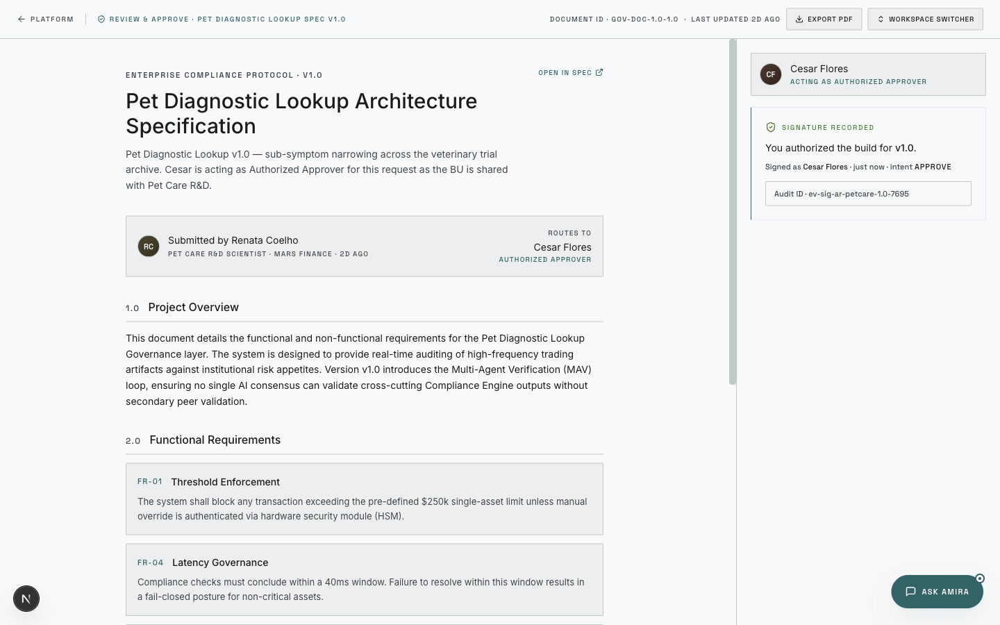 PLATFORM
REVIEW & APPROVE · PET DIAGNOSTIC LOOKUP SPEC V1.0
DOCUMENT ID · GOV-DOC-1.0-1.0 · LAST UPDATED 2D AGO
EXPORT PDF
WORKSPACE SWITCHER
ENTERPRISE COMPLIANCE PROTOCOL · V1.0
OPEN IN SPEC
Pet Diagnostic Lookup Architecture
Specification
Pet Diagnostic Lookup v1.0 — sub-symptom narrowing across the veterinary trial
archive. Cesar is acting as Authorized Approver for this request as the BU is shared
with Pet Care R&D.
RC
Submitted by Renata Coelho
PET CARE R&D SCIENTIST · MARS FINANCE · 2D AGO
ROUTES TO
Cesar Flores
AUTHORIZED APPROVER
1.0 Project Overview
This document details the functional and non-functional requirements for the Pet Diagnostic Lookup
Governance layer. The system is designed to provide real-time auditing of high-frequency trading
artifacts against institutional risk appetites. Version v1.0 introduces the Multi-Agent Verification (MAV)
loop, ensuring no single AI consensus can validate cross-cutting Compliance Engine outputs without
secondary peer validation.
2.0 Functional Requirements
FR-01 Threshold Enforcement
The system shall block any transaction exceeding the pre-defined $250k single-asset limit unless manual
override is authenticated via hardware security module (HSM).
FR-04 Latency Governance
Compliance checks must conclude within a 40ms window. Failure to resolve within this window results in
a fail-closed posture for non-critical assets.
CF
Cesar Flores
ACTING AS AUTHORIZED APPROVER
SIGNATURE RECORDED
You authorized the build for v1.0.
Signed as Cesar Flores · just now · intent APPROVE
Audit ID · ev-sig-ar-petcare-1.0-7695
N
ASK AMIRA